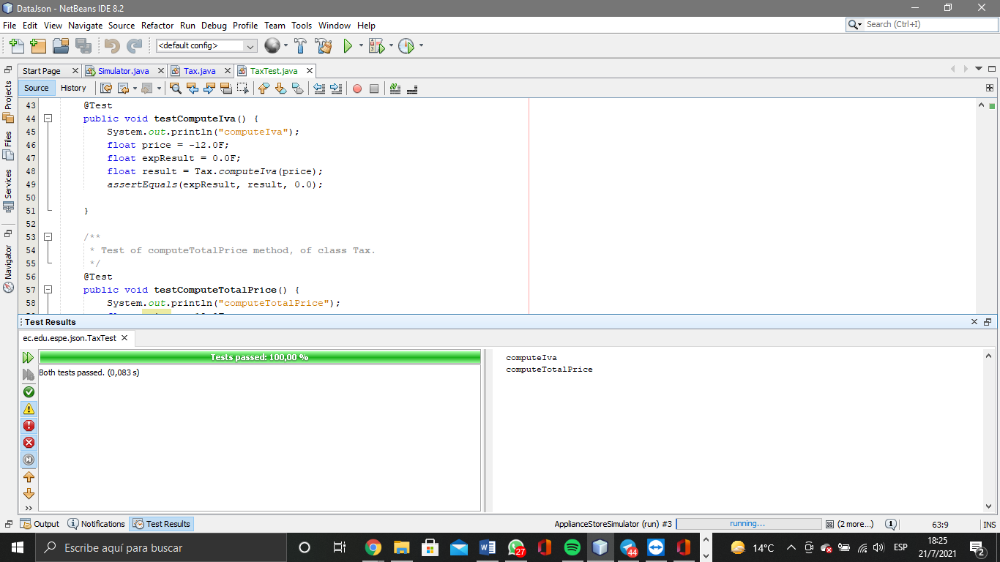 DataJson - NetBeans IDE 8.2
File Edit View Navigate Source Refactor Run Debug Profile Team Tools Window Help
Search (Ctrl+I)
<default config>
Start Page
Simulator.java
Tax.java
TaxTest.java
Source
History
Projects
Files
Services
Navigator
43 @Test
44 public void testComputeIva() {
45 System.out.println("computeIva");
46 float price = -12.0F;
47 float expResult = 0.0F;
48 float result = Tax.computeIva(price);
49 assertEquals(expResult, result, 0.0);
50
51 }
52
53 /**
54 * Test of computeTotalPrice method, of class Tax.
55 */
56 @Test
57 public void testComputeTotalPrice() {
58 System.out.println("computeTotalPrice");
Test Results
ec.edu.espe.json.TaxTest
Tests passed: 100,00 %
Both tests passed. (0,083 s)
computeIva
computeTotalPrice
Output
Notifications
Test Results
ApplianceStoreSimulator (run) #3
running...
(2 more...)
1
63:9
INS
Escribe aquí para buscar
27
44
14°C
ESP
18:25
21/7/2021
2